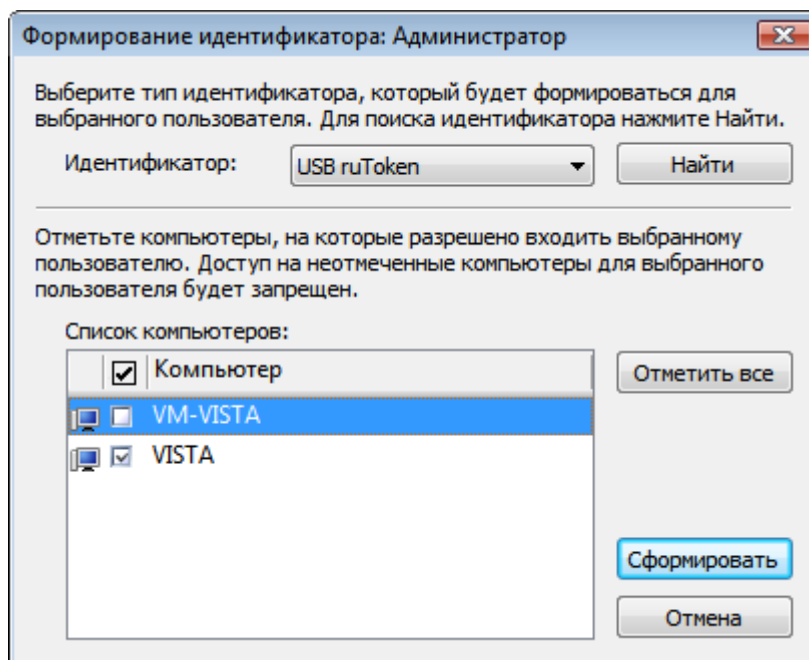 Формирование идентификатора: Администратор
Выберите тип идентификатора, который будет формироваться для
выбранного пользователя. Для поиска идентификатора нажмите Найти.
Идентификатор: USB ruToken Найти
Отметьте компьютеры, на которые разрешено входить выбранному
пользователю. Доступ на неотмеченные компьютеры для выбранного
пользователя будет запрещен.
Список компьютеров:
Компьютер Отметить все
VM-VISTA
VISTA
Сформировать
Отмена